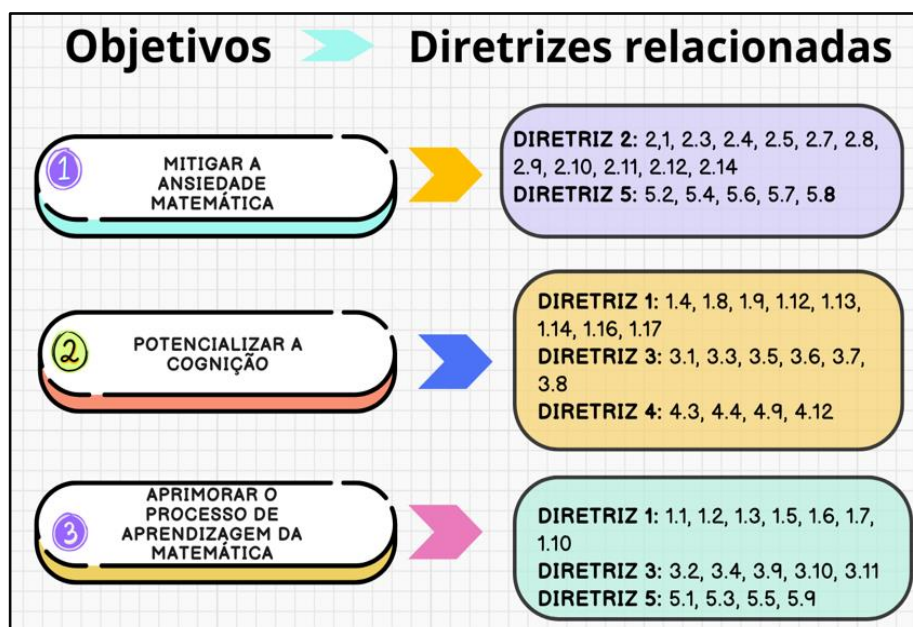 Objetivos
Diretrizes relacionadas
1
MITIGAR A
ANSIEDADE
MATEMÁTICA
DIRETRIZ 2: 2,1, 2.3, 2.4, 2.5, 2.7, 2.8,
2.9, 2.10, 2.11, 2.12, 2.14
DIRETRIZ 5: 5.2, 5.4, 5.6, 5.7, 5.8
2
POTENCIALIZAR A
COGNIÇÃO
DIRETRIZ 1: 1.4, 1.8, 1.9, 1.12, 1.13,
1.14, 1.16, 1.17
DIRETRIZ 3: 3.1, 3.3, 3.5, 3.6, 3.7,
3.8
DIRETRIZ 4: 4.3, 4.4, 4.9, 4.12
3
APRIMORAR O
PROCESSO DE
APRENDIZAGEM DA
MATEMÁTICA
DIRETRIZ 1: 1.1, 1.2, 1.3, 1.5, 1.6, 1.7,
1.10
DIRETRIZ 3: 3.2, 3.4, 3.9, 3.10, 3.11
DIRETRIZ 5: 5.1, 5.3, 5.5, 5.9